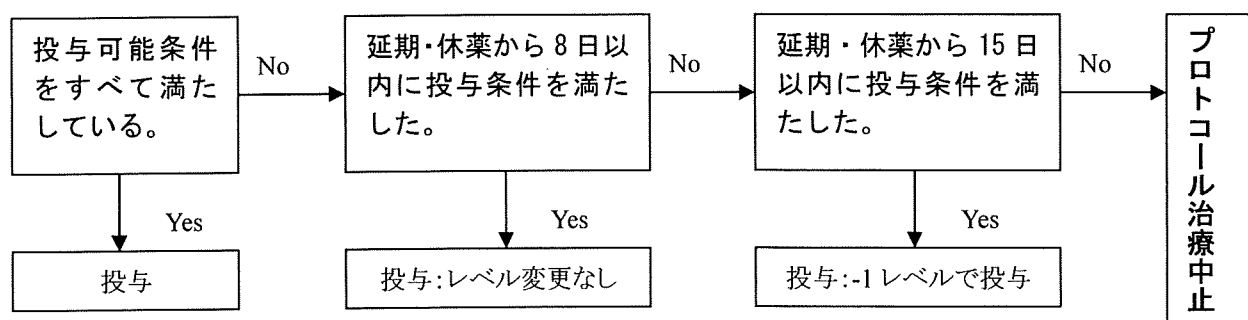 投与可能条件
をすべて満た
している。
No
延期・休薬から8日以
内に投与条件を満た
した。
No
延期・休薬から15日
以内に投与条件を満
たした。
No
プロトコール治療中止
Yes
投与
Yes
投与:レベル変更なし
Yes
投与:-1レベルで投与